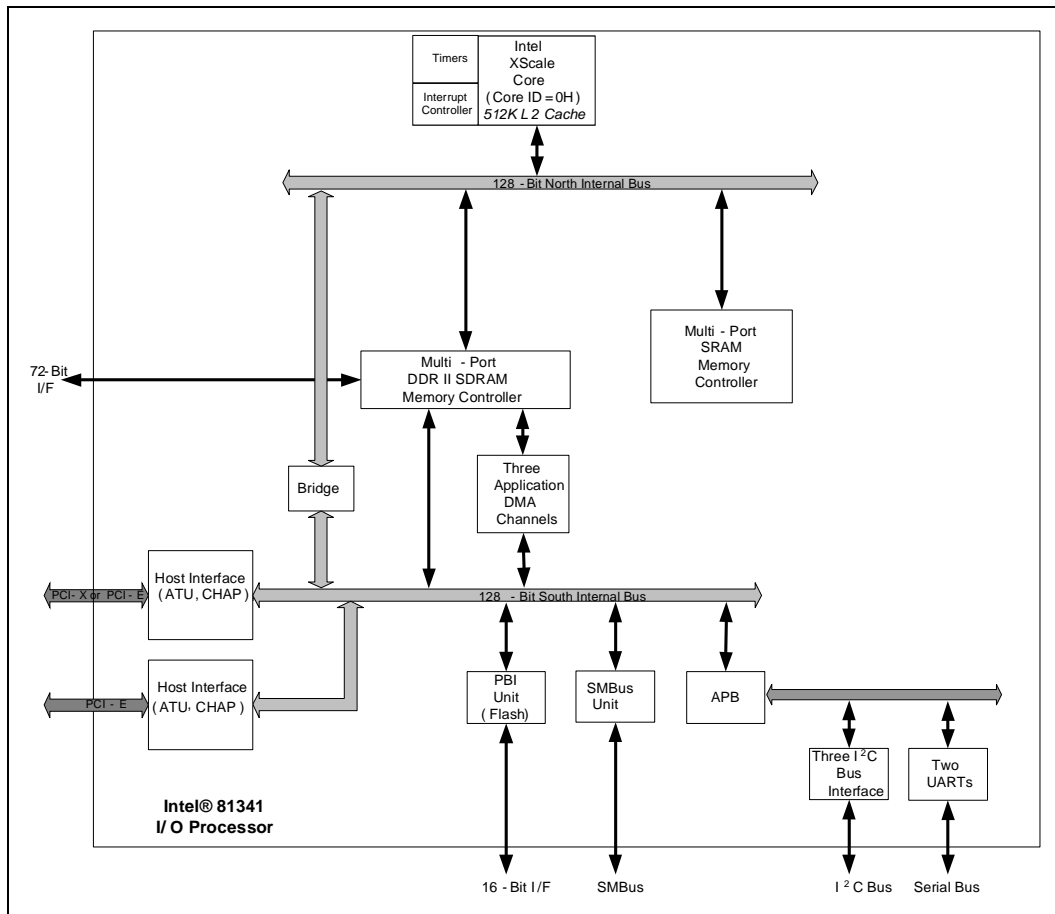 Timers
Interrupt
Controller
Intel
XScale
Core
(Core ID = 0H)
512K L2 Cache
128 - Bit North Internal Bus
72-Bit
I/F
Multi - Port
DDR II SDRAM
Memory Controller
Multi - Port
SRAM
Memory
Controller
Bridge
Three
Application
DMA
Channels
PCI- X or PCI - E
Host Interface
(ATU, CHAP)
128 - Bit South Internal Bus
PCI - E
Host Interface
(ATU, CHAP)
PBI
Unit
(Flash)
SMBus
Unit
APB
Three I²C
Bus
Interface
Two
UARTs
Intel® 81341
I/O Processor
16 - Bit I/F
SMBus
I²C Bus
Serial Bus